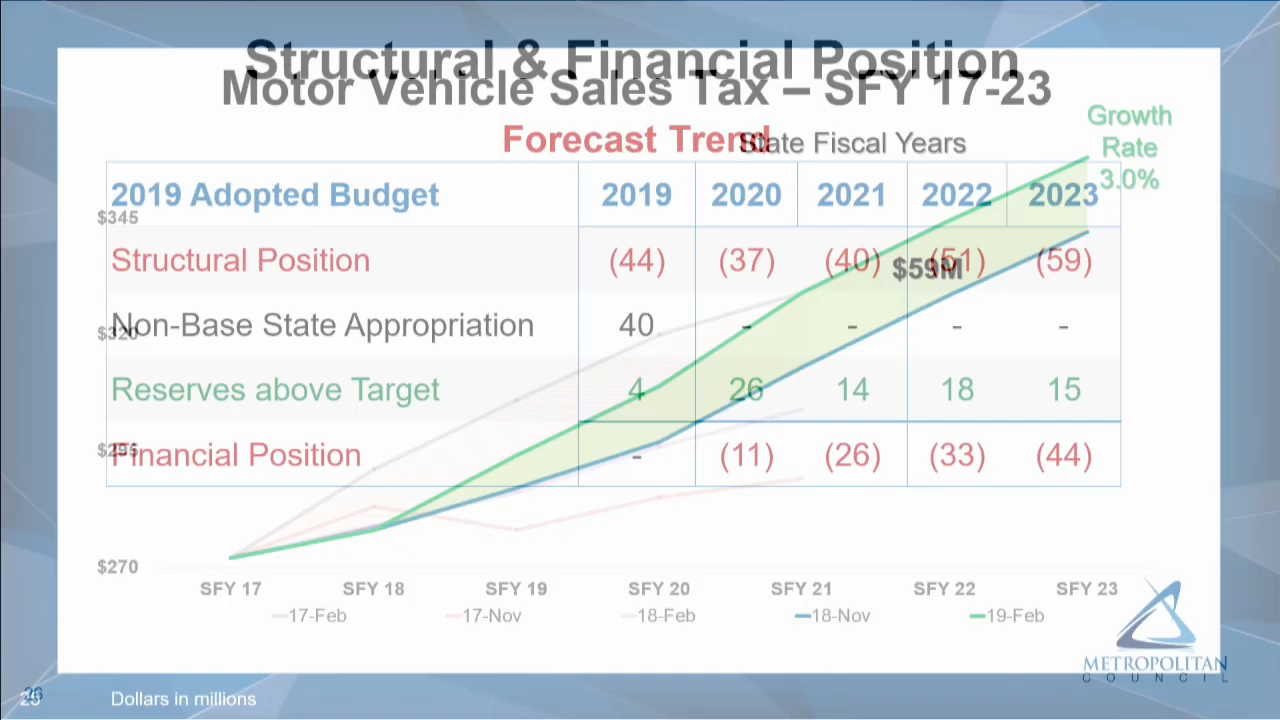 Structural & Financial Position
Motor Vehicle Sales Tax – SFY 17-23
Forecast Trend
State Fiscal Years
Growth
Rate
3.0%
2019 Adopted Budget 2019 2020 2021 2022 2023
$345
Structural Position (44) (37) (40) (51) (59)
$59M
Non-Base State Appropriation 40 - - - -
$320
Reserves above Target 4 26 14 18 15
$295
Financial Position - (11) (26) (33) (44)
$270
SFY 17 SFY 18 SFY 19 SFY 20 SFY 21 SFY 22 SFY 23
17-Feb 17-Nov 18-Feb 18-Nov 19-Feb
METROPOLITAN
COUNCIL
Dollars in millions